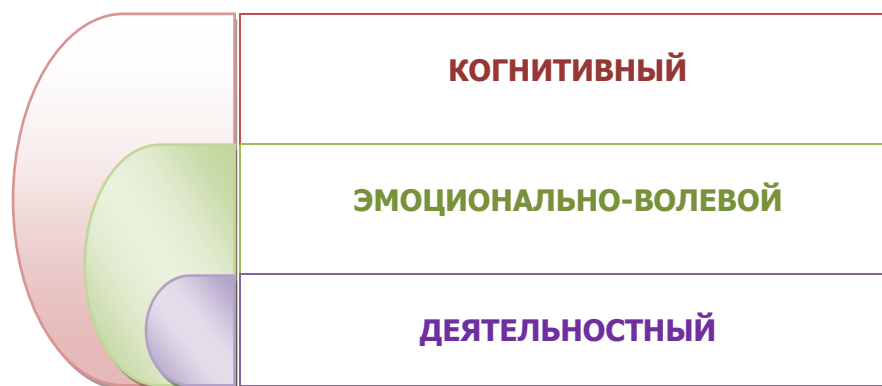 КОГНИТИВНЫЙ
ЭМОЦИОНАЛЬНО-ВОЛЕВОЙ
ДЕЯТЕЛЬНОСТНЫЙ